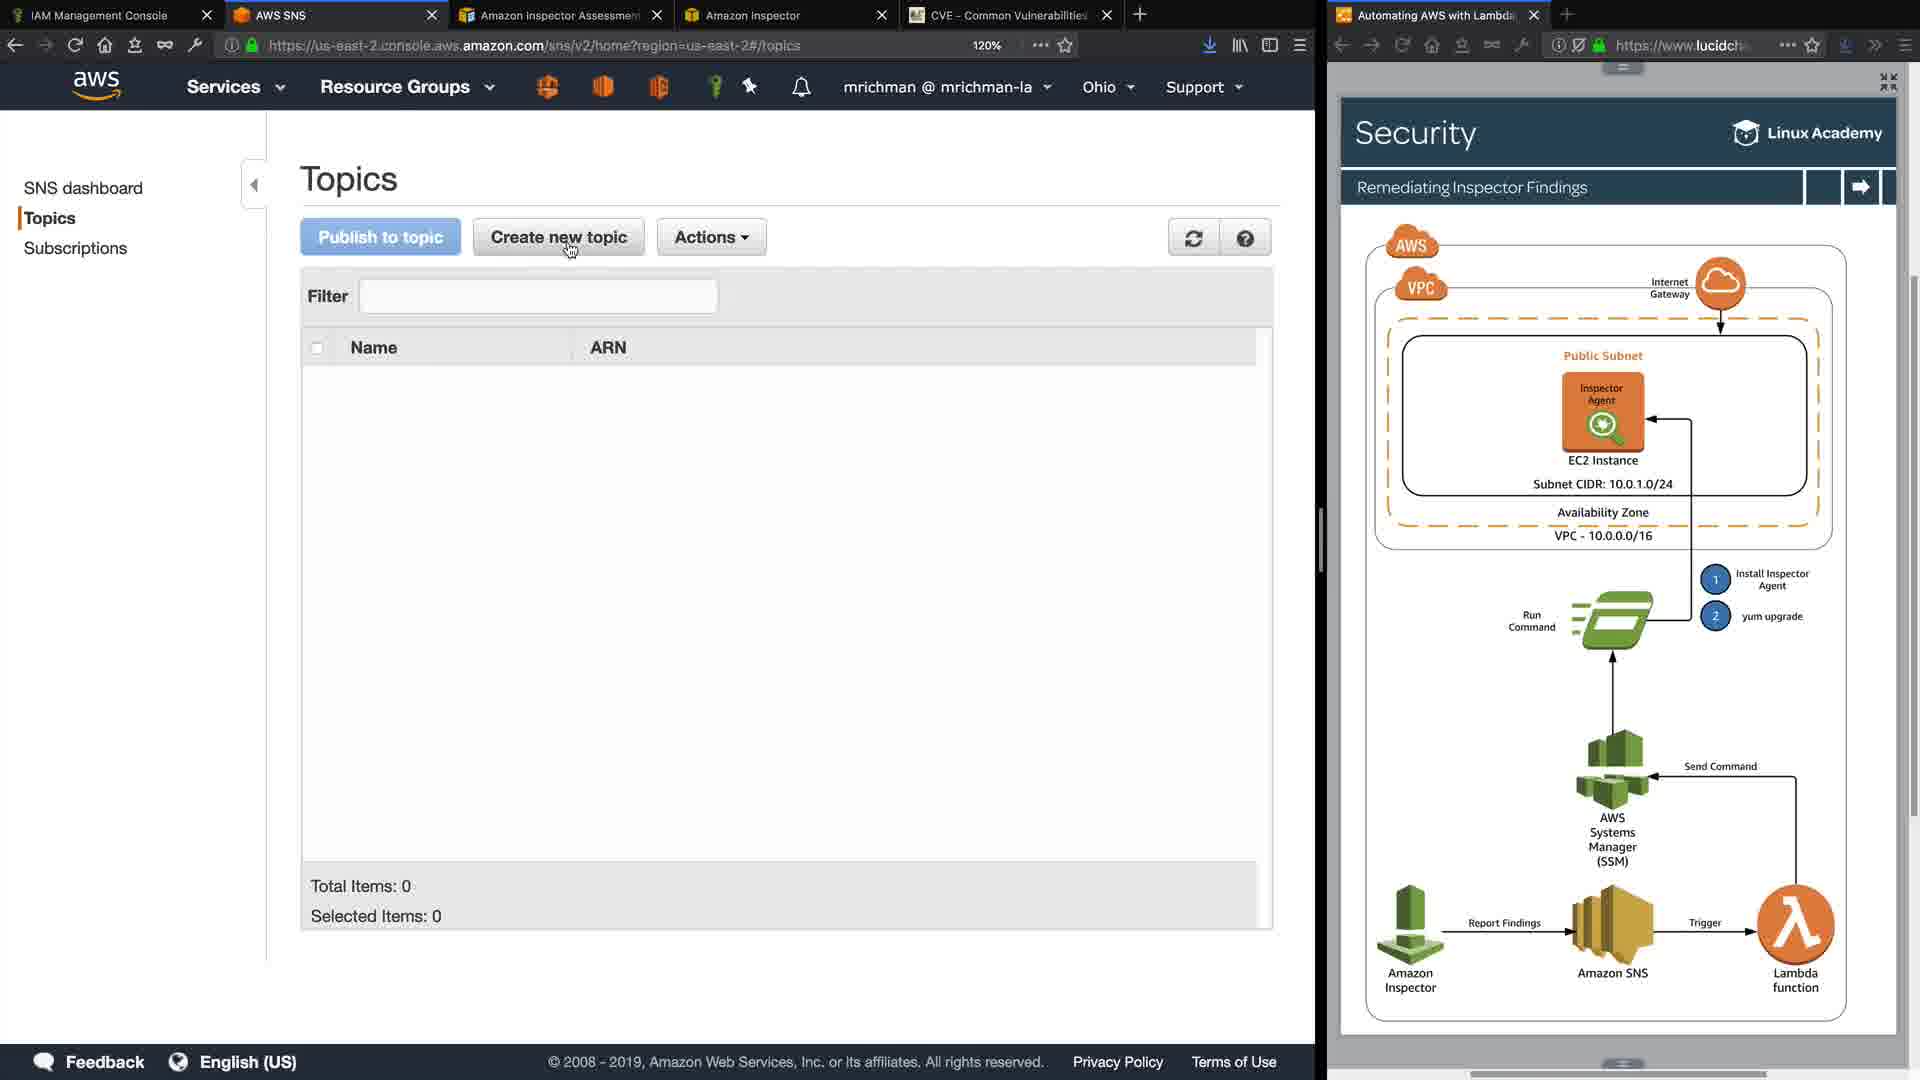 IAM Management Console
AWS SNS
Amazon Inspector Assessmen
Amazon Inspector
CVE - Common Vulnerabilities
https://us-east-2.console.aws.amazon.com/sns/v2/home?region=us-east-2#/topics
120%
aws
Services
Resource Groups
mrichman @ mrichman-la
Ohio
Support
SNS dashboard
Topics
Subscriptions
Topics
Publish to topic
Create new topic
Actions
Filter
Name
ARN
Total Items: 0
Selected Items: 0
Feedback
English (US)
© 2008 - 2019, Amazon Web Services, Inc. or its affiliates. All rights reserved.
Privacy Policy
Terms of Use
Automating AWS with Lambda
https://www.lucidch
Security
Linux Academy
Remediating Inspector Findings
AWS
VPC
Internet
Gateway
Public Subnet
Inspector
Agent
EC2 Instance
Subnet CIDR: 10.0.1.0/24
Availability Zone
VPC - 10.0.0.0/16
1
Install Inspector
Agent
Run
Command
2
yum upgrade
Send Command
AWS
Systems
Manager
(SSM)
Report Findings
Trigger
Amazon
Inspector
Amazon SNS
Lambda
function